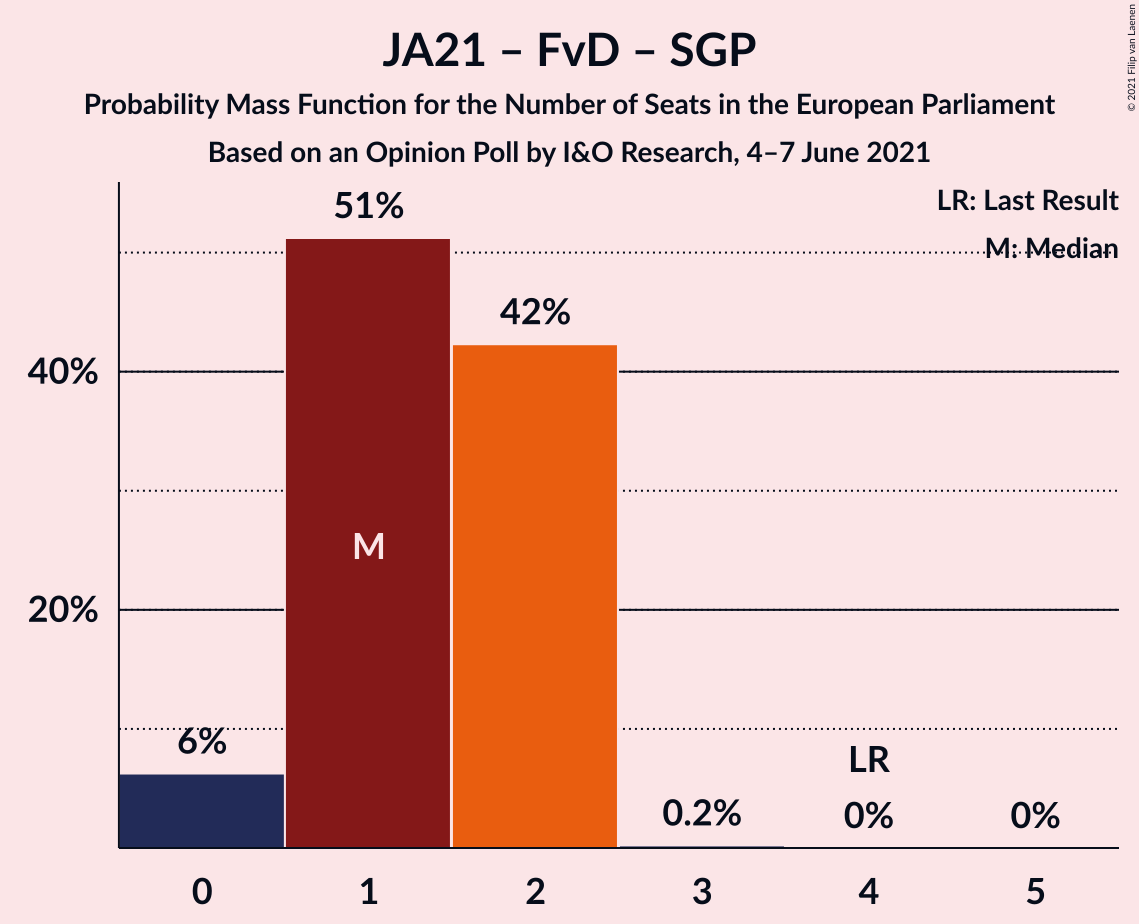 JA21 – FvD – SGP
Probability Mass Function for the Number of Seats in the European Parliament
Based on an Opinion Poll by I&O Research, 4–7 June 2021
© 2021 Filip van Laenen
LR: Last Result
M: Median
51%
42%
40%
M
20%
6%
LR
0.2%
0%
0%
0 1 2 3 4 5